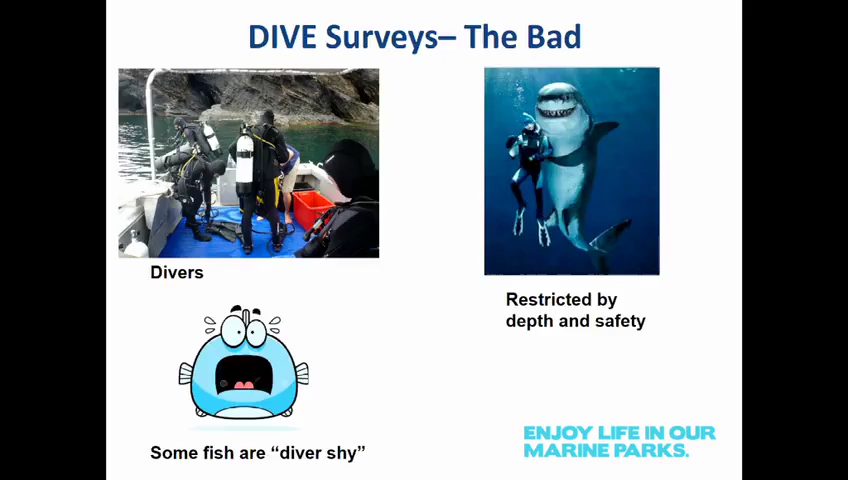 DIVE Surveys– The Bad
Divers
Restricted by
depth and safety
Some fish are “diver shy”
ENJOY LIFE IN OUR
MARINE PARKS.